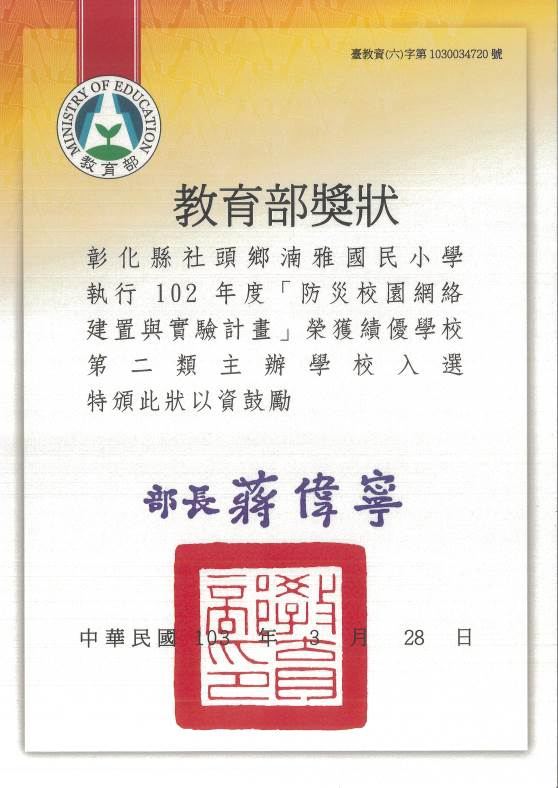 臺教資(六)字第 1030034720 號
MINISTRY OF EDUCATION
教育部
教育部獎狀
彰化縣社頭鄉湳雅國民小學
執行 102 年度「防災校園網絡
建置與實驗計畫」榮獲績優學校
第二類主辦學校入選
特頒此狀以資鼓勵
部長 蔣偉寧
教育部印
中華民國 103 年 3 月 28 日